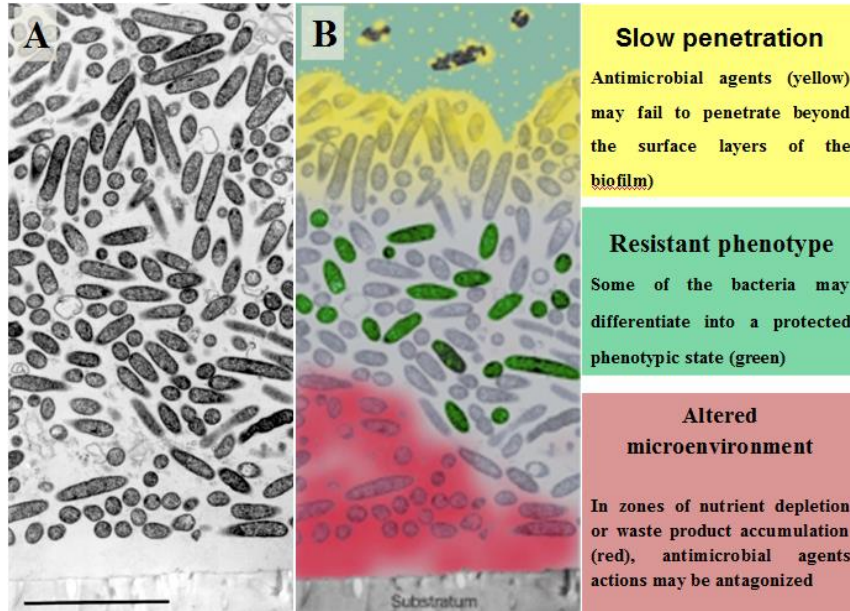 A
B
Slow penetration
Antimicrobial agents (yellow)
may fail to penetrate beyond
the surface layers of the
biofilm)
Resistant phenotype
Some of the bacteria may
differentiate into a protected
phenotypic state (green)
Altered
microenvironment
In zones of nutrient depletion
or waste product accumulation
(red), antimicrobial agents
actions may be antagonized
Substratum